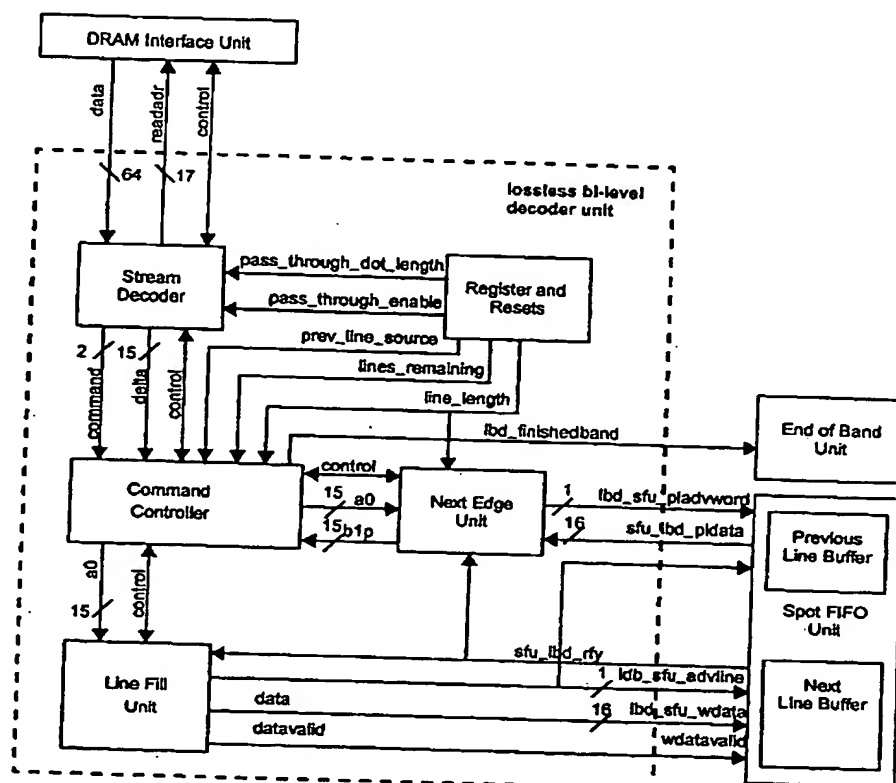 DRAM Interface Unit
data
readadr
control
64
17
lossless bi-level
decoder unit
Stream
Decoder
pass_through_dot_length
pass_through_enable
Register and
Resets
prev_line_source
lines_remaining
line_length
2
15
command
delta
control
lbd_finishedband
End of Band
Unit
Command
Controller
control
15
a0
15
b1p
Next Edge
Unit
1
lbd_sfu_pladvword
16
sfu_lbd_pldata
Previous
Line Buffer
Spot FIFO
Unit
a0
15
control
sfu_lbd_rfy
Line Fill
Unit
1
ldb_sfu_advline
data
16
lbd_sfu_wdata
datavalid
wdatavalid
Next
Line Buffer